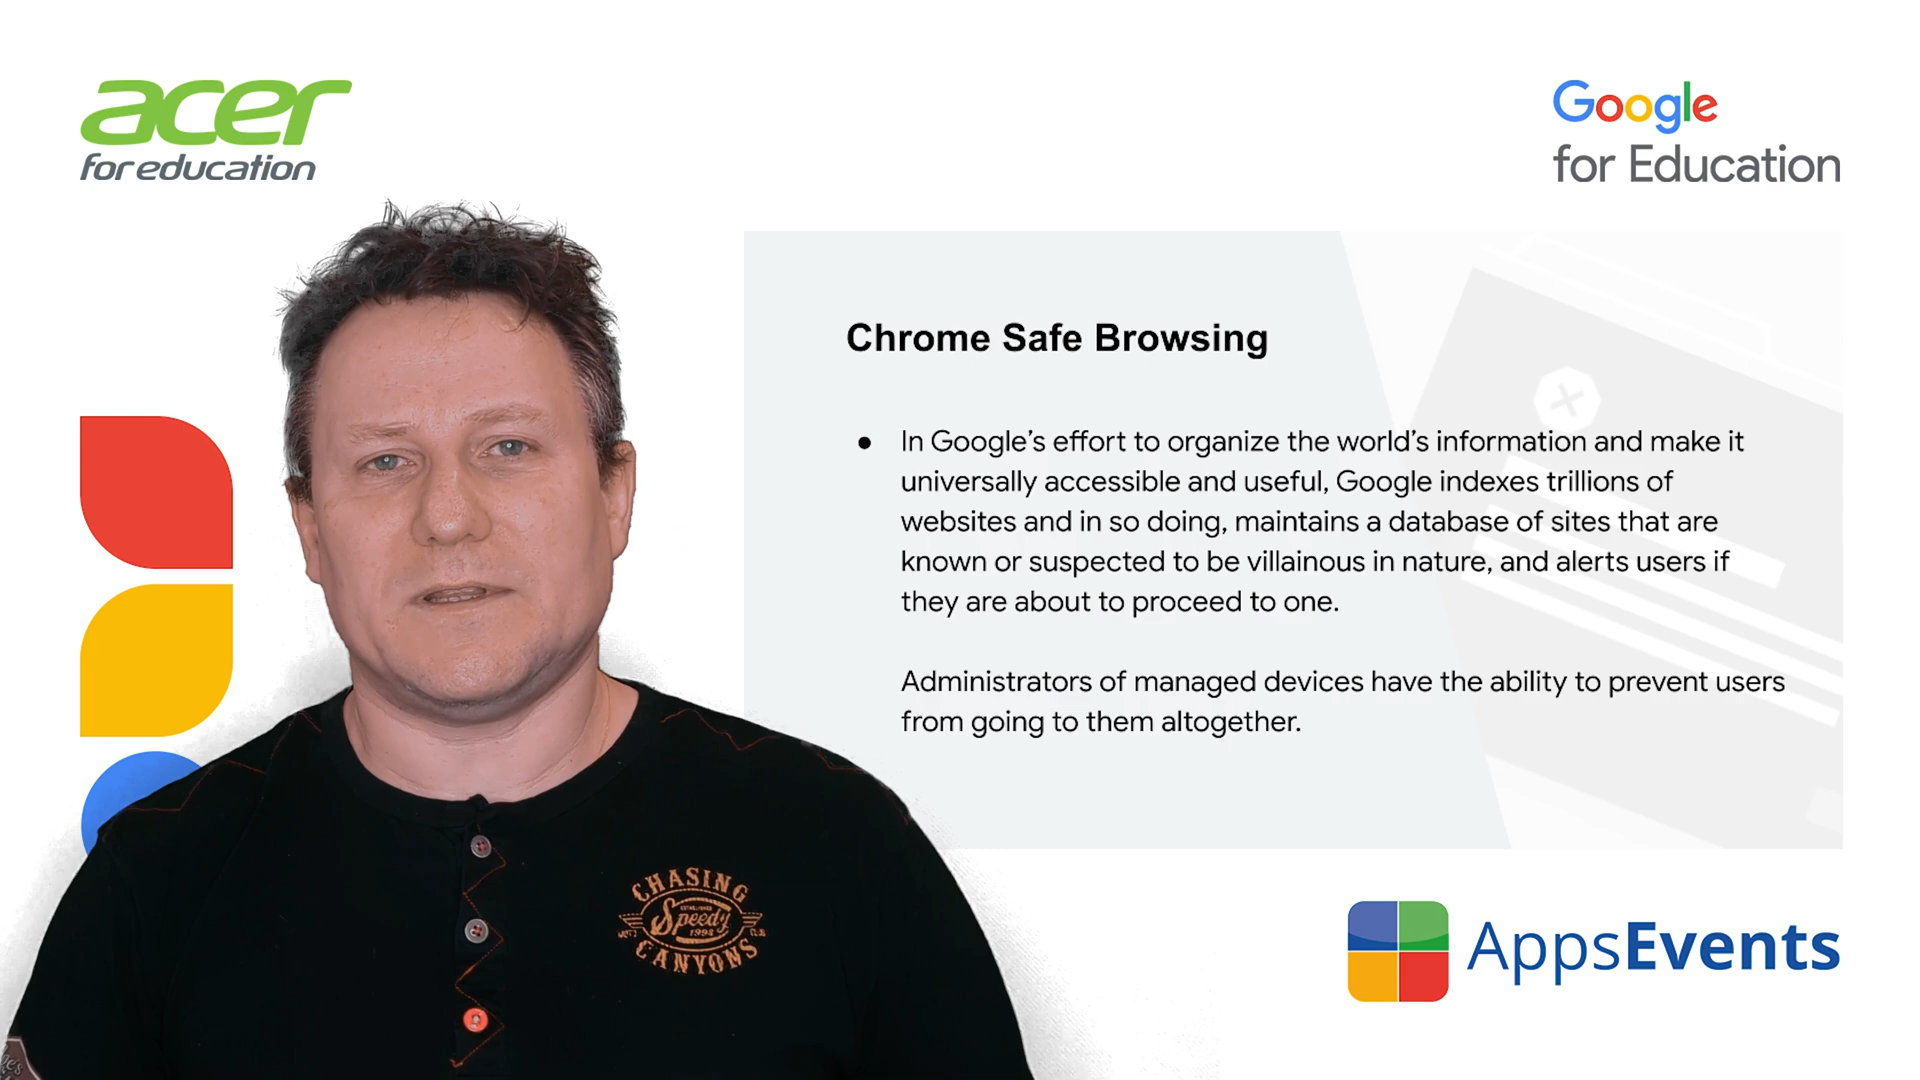 acer
for education
Google
for Education
Chrome Safe Browsing
● In Google’s effort to organize the world’s information and make it
universally accessible and useful, Google indexes trillions of
websites and in so doing, maintains a database of sites that are
known or suspected to be villainous in nature, and alerts users if
they are about to proceed to one.
Administrators of managed devices have the ability to prevent users
from going to them altogether.
CHASING
ESTABLISHED
Speedy
1998
CANYONS
AppsEvents